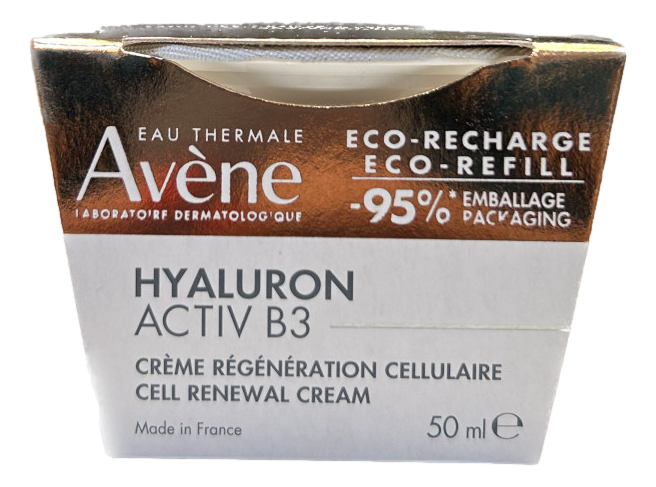 EAU THERMALE
Avène
LABORATOIRE DERMATOLOGIQUE
ECO-RECHARGE
ECO-REFILL
-95%* EMBALLAGE
PACKAGING
HYALURON
ACTIV B3
CRÈME RÉGÉNÉRATION CELLULAIRE
CELL RENEWAL CREAM
Made in France
50 ml ℮